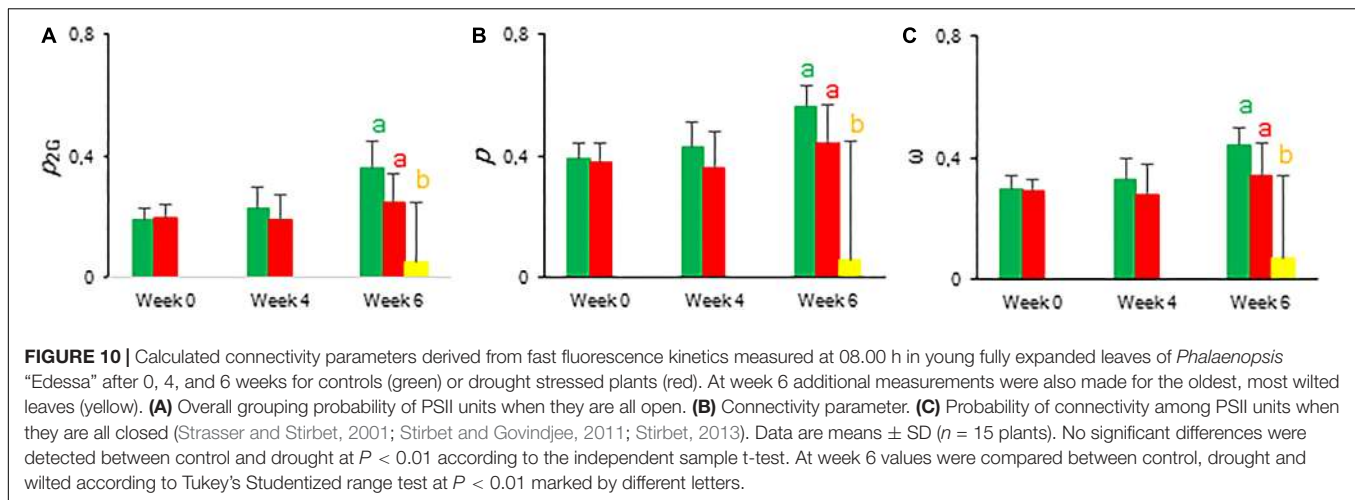 A
B
C
0,8
0,8
0,8
a
a
b
a
a
b
a
a
b
p2G
0,4
p
0,4
ω
0,4
0
0
0
Week 0
Week 4
Week 6
Week 0
Week 4
Week 6
Week 0
Week 4
Week 6
FIGURE 10 | Calculated connectivity parameters derived from fast fluorescence kinetics measured at 08.00 h in young fully expanded leaves of Phalaenopsis
“Edessa” after 0, 4, and 6 weeks for controls (green) or drought stressed plants (red). At week 6 additional measurements were also made for the oldest, most wilted
leaves (yellow). (A) Overall grouping probability of PSII units when they are all open. (B) Connectivity parameter. (C) Probability of connectivity among PSII units when
they are all closed (Strasser and Stirbet, 2001; Stirbet and Govindjee, 2011; Stirbet, 2013). Data are means ± SD (n = 15 plants). No significant differences were
detected between control and drought at P < 0.01 according to the independent sample t-test. At week 6 values were compared between control, drought and
wilted according to Tukey’s Studentized range test at P < 0.01 marked by different letters.